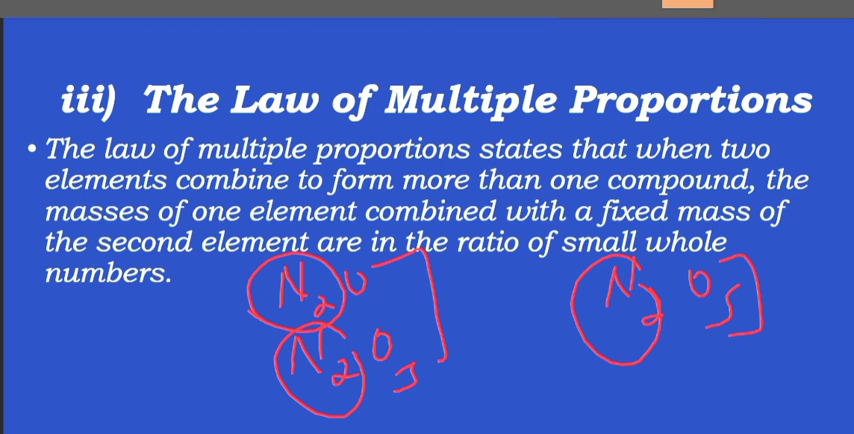 iii) The Law of Multiple Proportions
• The law of multiple proportions states that when two
elements combine to form more than one compound, the
masses of one element combined with a fixed mass of
the second element are in the ratio of small whole
numbers.
N₂O
N₂O₃
N₂O₅